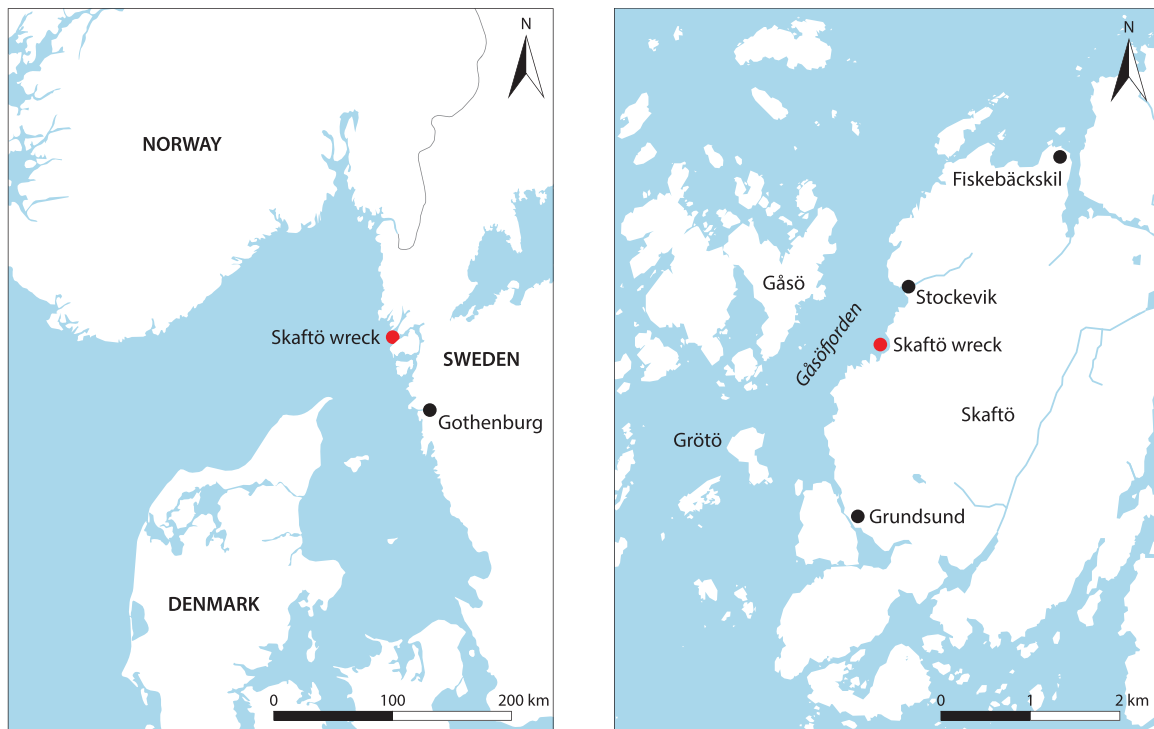 N
NORWAY
Skaftö wreck
SWEDEN
Gothenburg
DENMARK
0 100 200 km
N
Fiskebäckskil
Gåsö
Stockevik
Gåsöfjorden
Skaftö wreck
Skaftö
Grötö
Grundsund
0 1 2 km